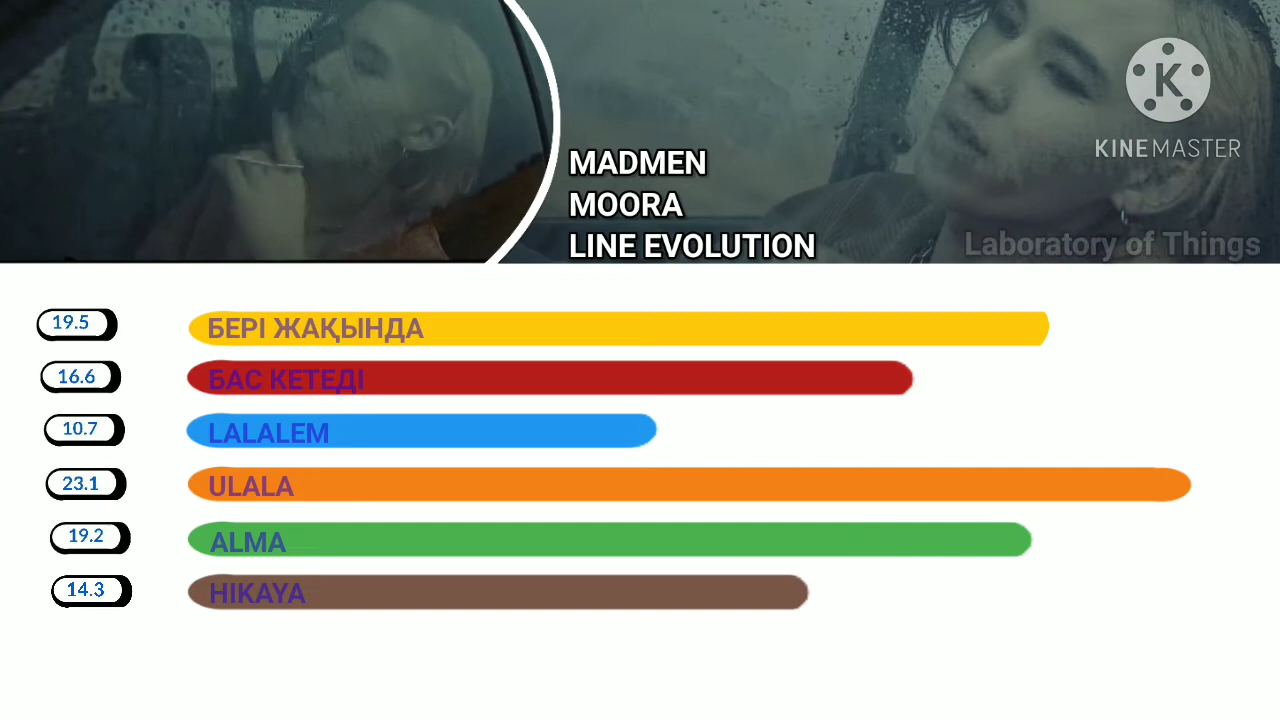 K
KINEMASTER
MADMEN
MOORA
LINE EVOLUTION
Laboratory of Things
19.5 БЕРІ ЖАҚЫНДА
16.6 БАС КЕТЕДІ
10.7 LALALEM
23.1 ULALA
19.2 ALMA
14.3 HIKAYA